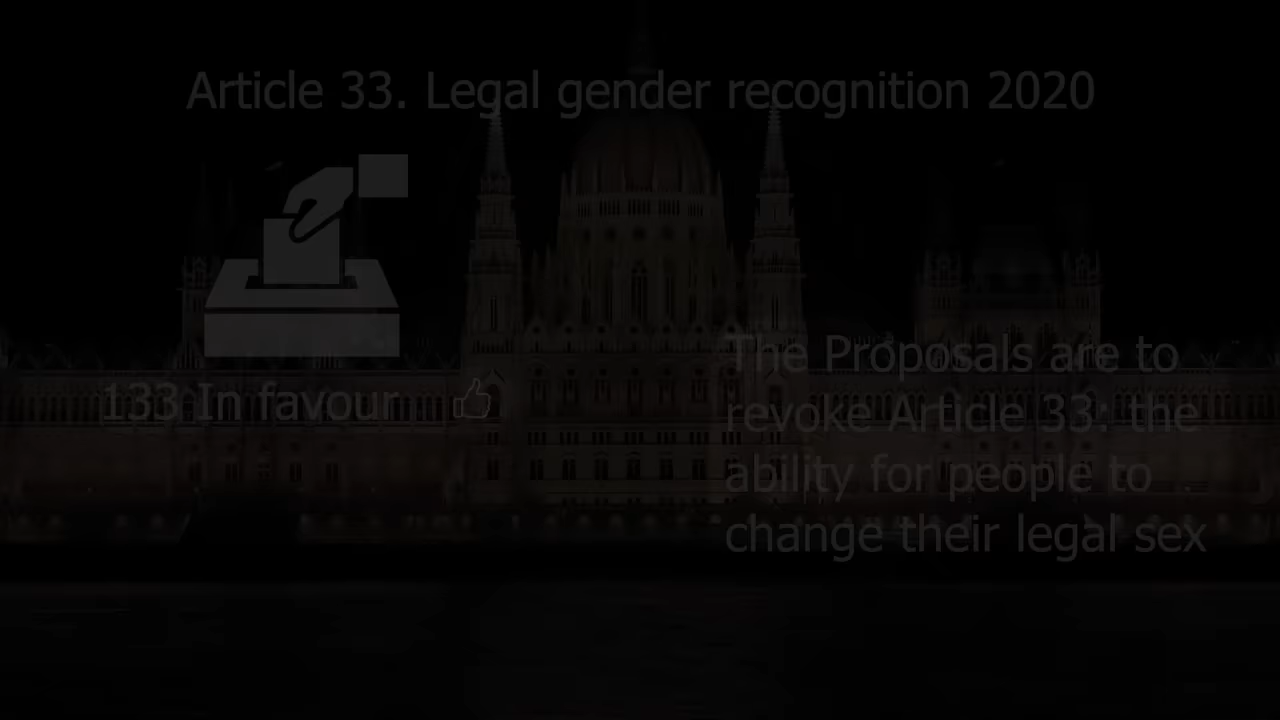 Article 33. Legal gender recognition 2020
133 In favour
The Proposals are to
revoke Article 33: the
ability for people to
change their legal sex